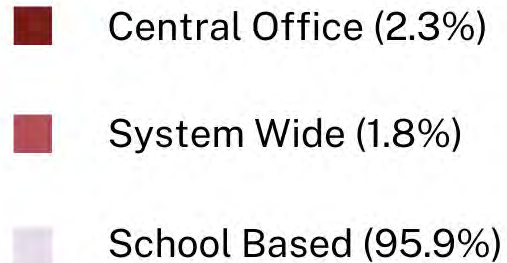 Central Office (2.3%)
System Wide (1.8%)
School Based (95.9%)